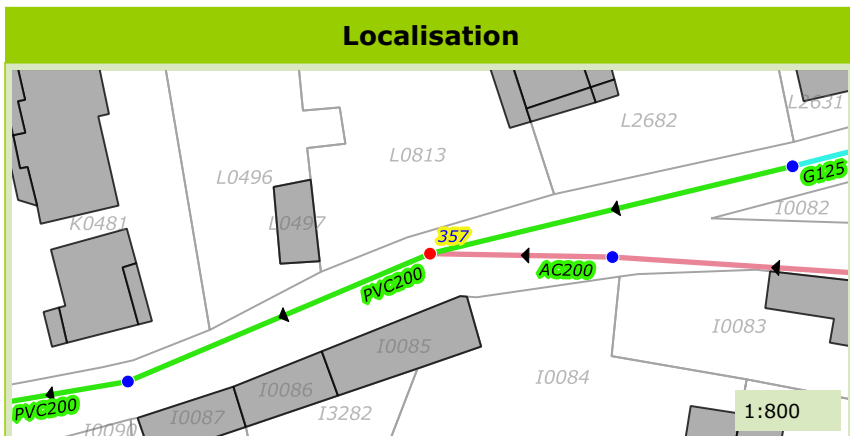 Localisation
L2631
L2682
L0813
G125
L0496
I0082
L0497
K0481
357
AC200
PVC200
I0083
I0085
I0084
I0086
PVC200
I0087
I3282
1:800
I0090